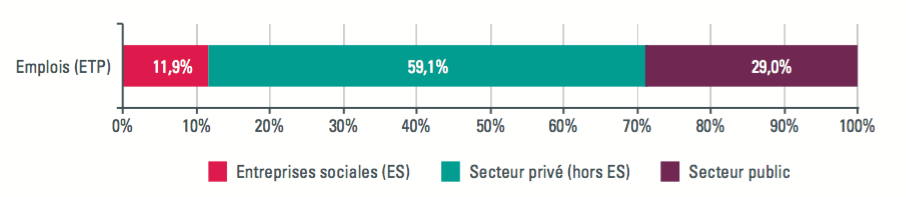 Emplois (ETP) 11,9% 59,1% 29,0%
0% 10% 20% 30% 40% 50% 60% 70% 80% 90% 100%
Entreprises sociales (ES) Secteur privé (hors ES) Secteur public